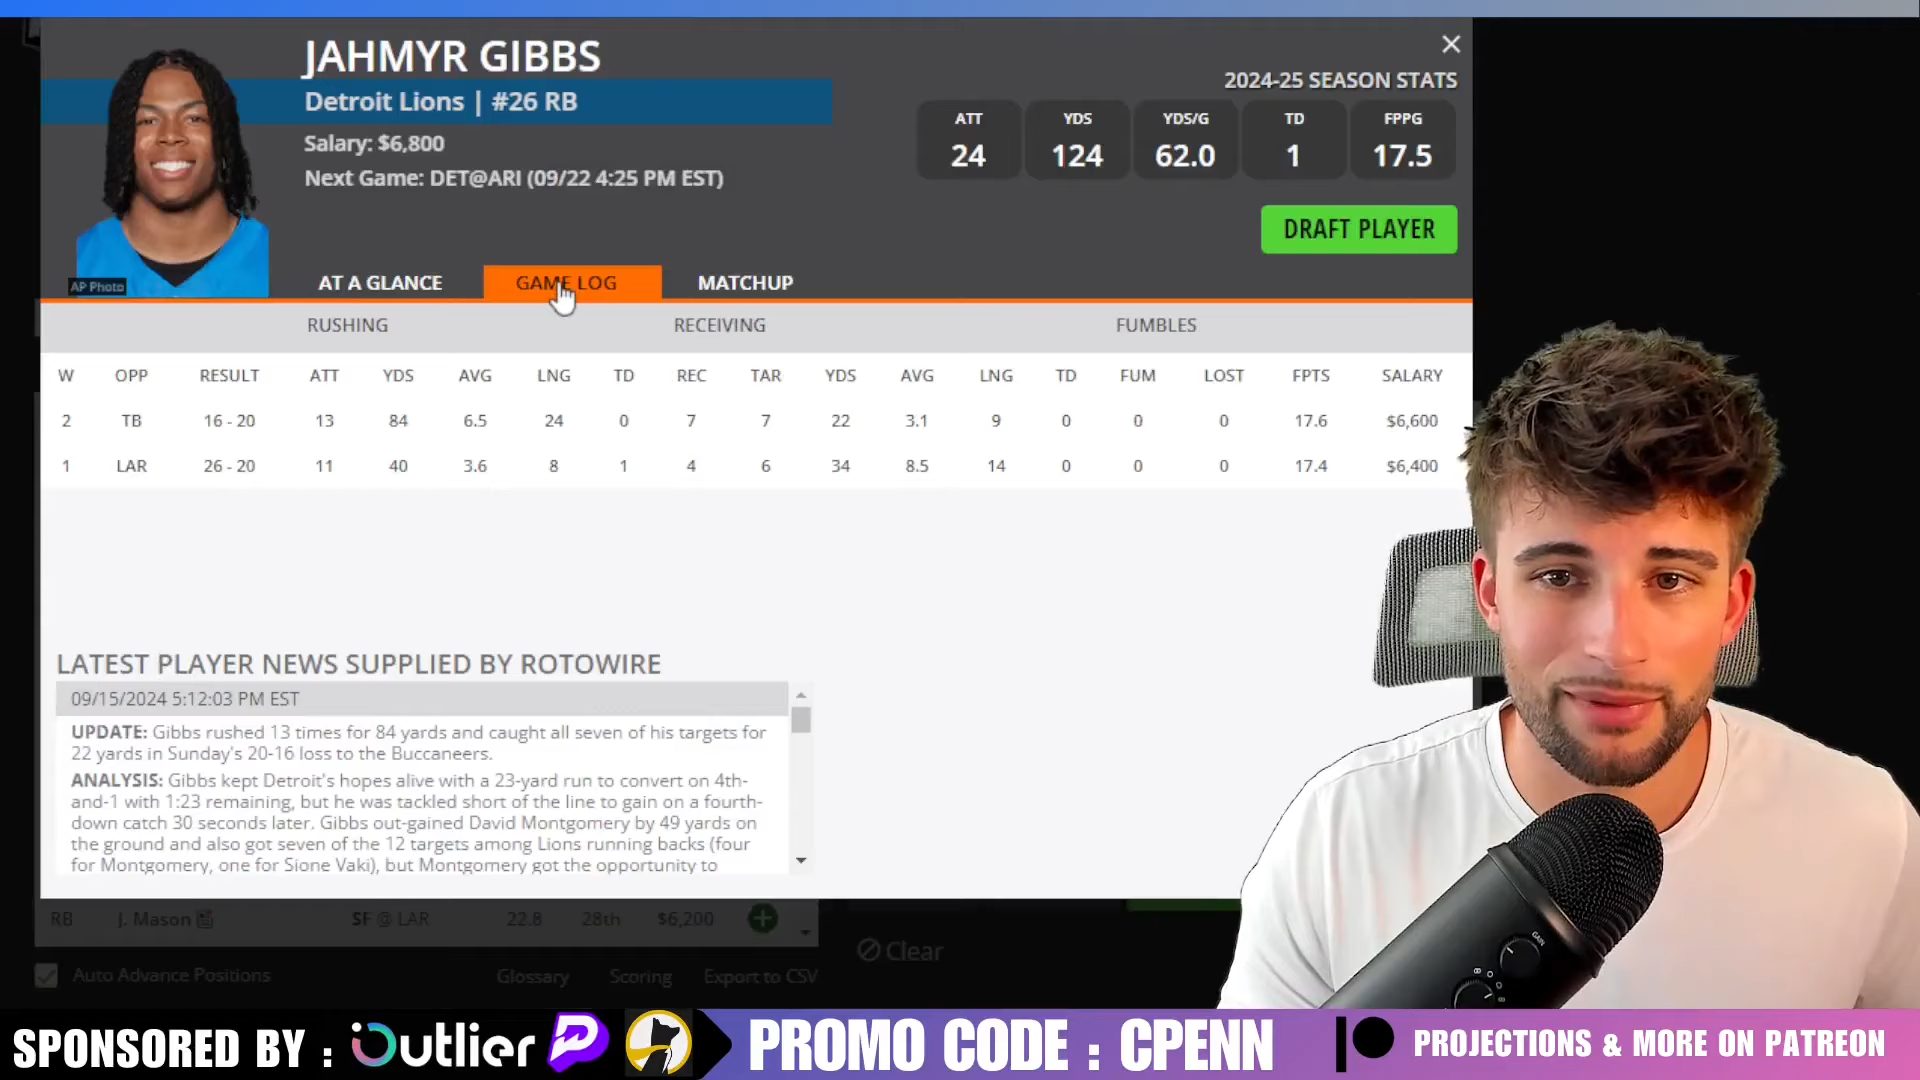 JAHMYR GIBBS
Detroit Lions | #26 RB
Salary: $6,800
Next Game: DET@ARI (09/22 4:25 PM EST)
2024-25 SEASON STATS
ATT YDS YDS/G TD FPPG
24 124 62.0 1 17.5
DRAFT PLAYER
AP Photo
AT A GLANCE GAME LOG MATCHUP
RUSHING RECEIVING FUMBLES
W OPP RESULT ATT YDS AVG LNG TD REC TAR YDS AVG LNG TD FUM LOST FPTS SALARY
2 TB 16 - 20 13 84 6.5 24 0 7 7 22 3.1 9 0 0 0 17.6 $6,600
1 LAR 26 - 20 11 40 3.6 8 1 4 6 34 8.5 14 0 0 0 17.4 $6,400
LATEST PLAYER NEWS SUPPLIED BY ROTOWIRE
09/15/2024 5:12:03 PM EST
UPDATE: Gibbs rushed 13 times for 84 yards and caught all seven of his targets for
22 yards in Sunday's 20-16 loss to the Buccaneers.
ANALYSIS: Gibbs kept Detroit's hopes alive with a 23-yard run to convert on 4th-
and-1 with 1:23 remaining, but he was tackled short of the line to gain on a fourth-
down catch 30 seconds later. Gibbs out-gained David Montgomery by 49 yards on
the ground and also got seven of the 12 targets among Lions running backs (four
for Montgomery, one for Sione Vaki), but Montgomery got the opportunity to
RB J. Mason SF @ LAR 22.8 28th $6,200
Clear
Auto Advance Positions Glossary Scoring Export to CSV
GAIN
SPONSORED BY : Outlier P PROMO CODE : CPENN PROJECTIONS & MORE ON PATREON